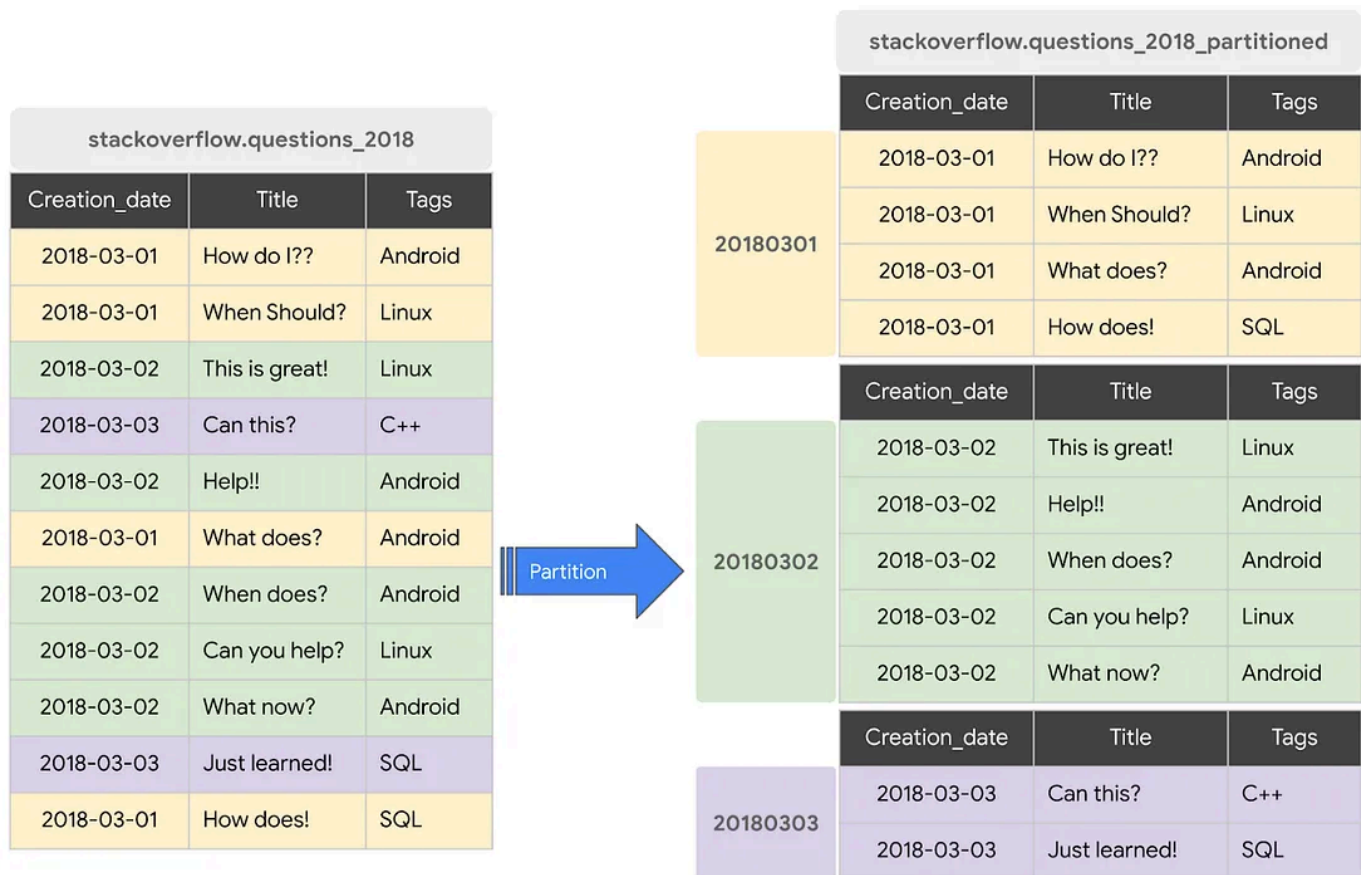 stackoverflow.questions_2018
Creation_date Title Tags
2018-03-01 How do I?? Android
2018-03-01 When Should? Linux
2018-03-02 This is great! Linux
2018-03-03 Can this? C++
2018-03-02 Help!! Android
2018-03-01 What does? Android
2018-03-02 When does? Android
2018-03-02 Can you help? Linux
2018-03-02 What now? Android
2018-03-03 Just learned! SQL
2018-03-01 How does! SQL
Partition
stackoverflow.questions_2018_partitioned
Creation_date Title Tags
20180301
2018-03-01 How do I?? Android
2018-03-01 When Should? Linux
2018-03-01 What does? Android
2018-03-01 How does! SQL
Creation_date Title Tags
20180302
2018-03-02 This is great! Linux
2018-03-02 Help!! Android
2018-03-02 When does? Android
2018-03-02 Can you help? Linux
2018-03-02 What now? Android
Creation_date Title Tags
20180303
2018-03-03 Can this? C++
2018-03-03 Just learned! SQL